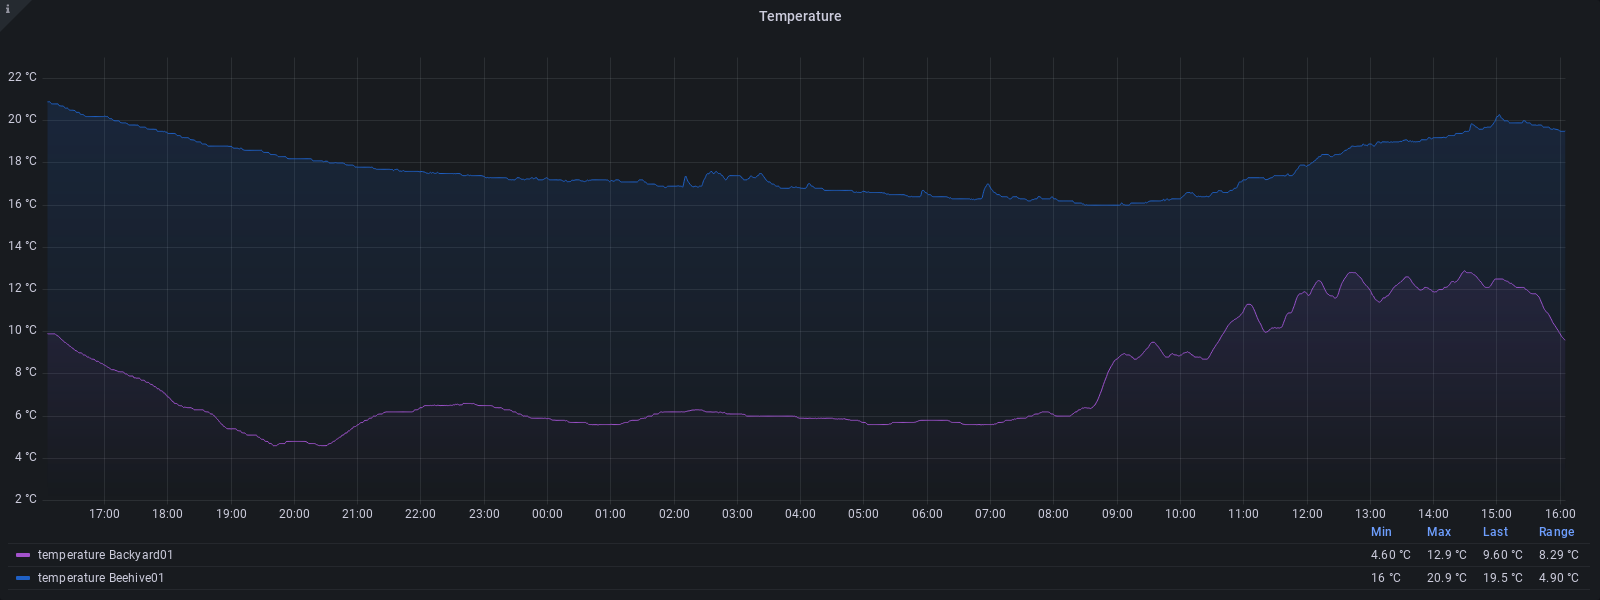 i
Temperature
22 °C
20 °C
18 °C
16 °C
14 °C
12 °C
10 °C
8 °C
6 °C
4 °C
2 °C
17:00 18:00 19:00 20:00 21:00 22:00 23:00 00:00 01:00 02:00 03:00 04:00 05:00 06:00 07:00 08:00 09:00 10:00 11:00 12:00 13:00 14:00 15:00 16:00
Min Max Last Range
temperature Backyard01 4.60 °C 12.9 °C 9.60 °C 8.29 °C
temperature Beehive01 16 °C 20.9 °C 19.5 °C 4.90 °C